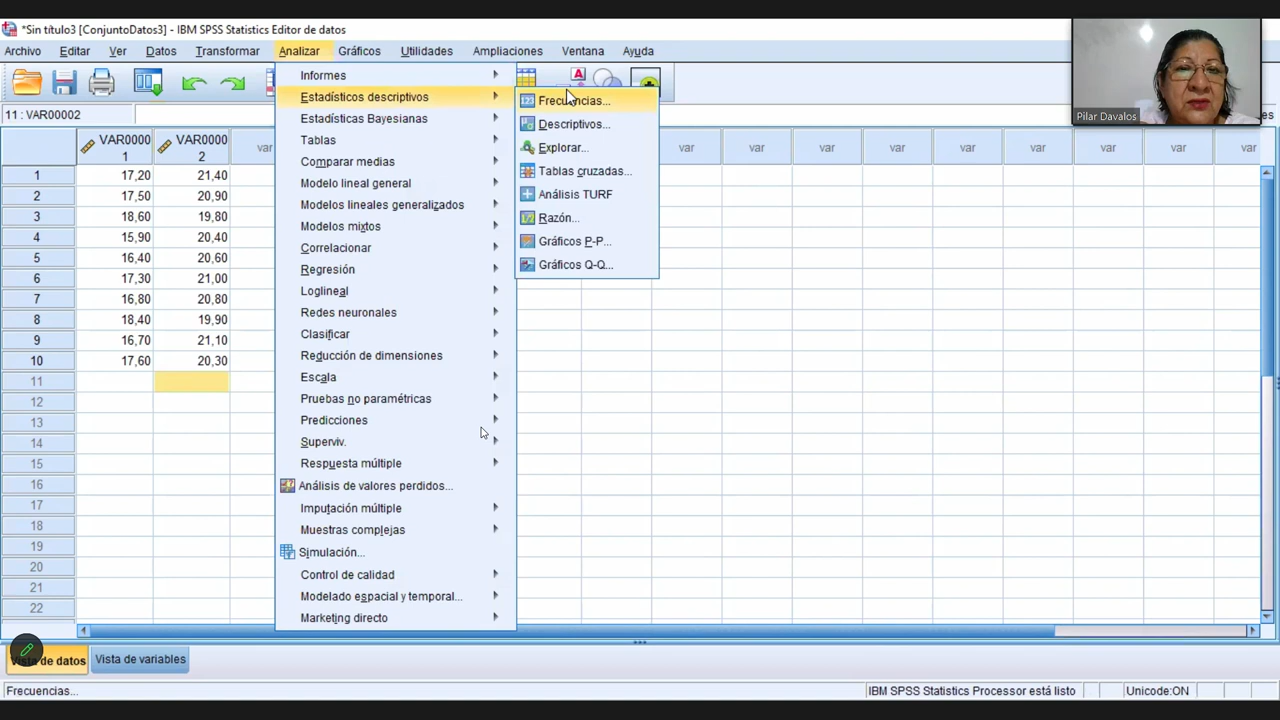 *Sin título3 [ConjuntoDatos3] - IBM SPSS Statistics Editor de datos
Archivo Editar Ver Datos Transformar Analizar Gráficos Utilidades Ampliaciones Ventana Ayuda
Pilar Davalos
11 : VAR00002
VAR0000
1
VAR0000
2
var var var var var var var var var var
1 17,20 21,40
2 17,50 20,90
3 18,60 19,80
4 15,90 20,40
5 16,40 20,60
6 17,30 21,00
7 16,80 20,80
8 18,40 19,90
9 16,70 21,10
10 17,60 20,30
11
12
13
14
15
16
17
18
19
20
21
22
Informes
Estadísticos descriptivos
Estadísticas Bayesianas
Tablas
Comparar medias
Modelo lineal general
Modelos lineales generalizados
Modelos mixtos
Correlacionar
Regresión
Loglineal
Redes neuronales
Clasificar
Reducción de dimensiones
Escala
Pruebas no paramétricas
Predicciones
Superviv.
Respuesta múltiple
Análisis de valores perdidos...
Imputación múltiple
Muestras complejas
Simulación...
Control de calidad
Modelado espacial y temporal...
Marketing directo
Frecuencias...
Descriptivos...
Explorar...
Tablas cruzadas...
Análisis TURF
Razón...
Gráficos P-P...
Gráficos Q-Q...
Vista de datos Vista de variables
Frecuencias...
IBM SPSS Statistics Processor está listo
Unicode:ON